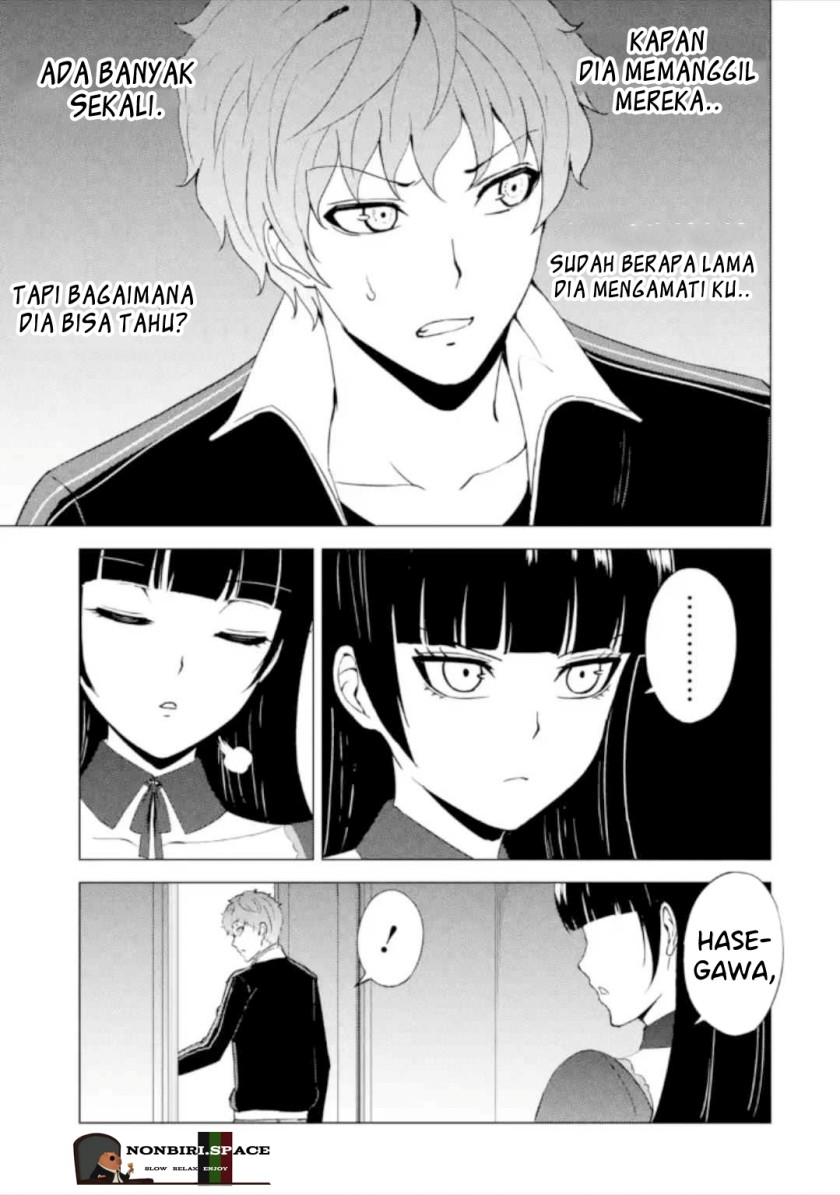 KAPAN
DIA MEMANGGIL
MEREKA..
ADA BANYAK
SEKALI.
SUDAH BERAPA LAMA
DIA MENGAMATI KU..
TAPI BAGAIMANA
DIA BISA TAHU?
..........
HASE-
GAWA,
!
NONBIRI.SPACE
SLOW RELAX ENJOY